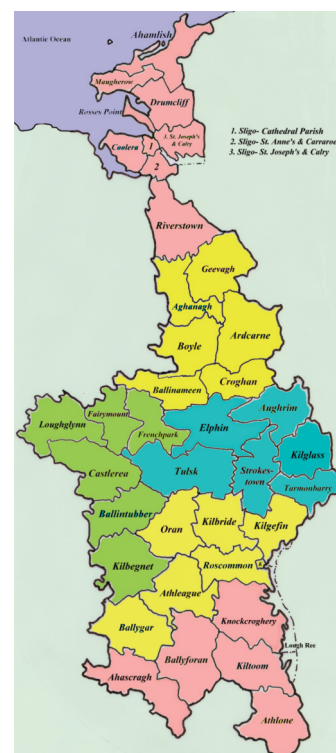 Ahamlish
Atlantic Ocean
Maugherow
Drumcliff
Rosses Point
1. Sligo- Cathedral Parish
2. Sligo- St. Anne's & Carraroe
3. Sligo- St. Joseph's & Calry
3. St. Joseph's
& Calry
Coolera
1
2
Riverstown
Geevagh
Aghanagh
Ardcarne
Boyle
Ballinameen
Croghan
Aughrim
Fairymount
Loughglynn
Elphin
Frenchpark
Kilglass
Castlerea
Tulsk
Strokes-
town
Tarmonbarry
Ballintubber
Oran
Kilbride
Kilgefin
Kilbegnet
Roscommon
Athleague
Knockcroghery
Ballygar
Lough Ree
Ballyforan
Kiltoom
Ahascragh
Athlone